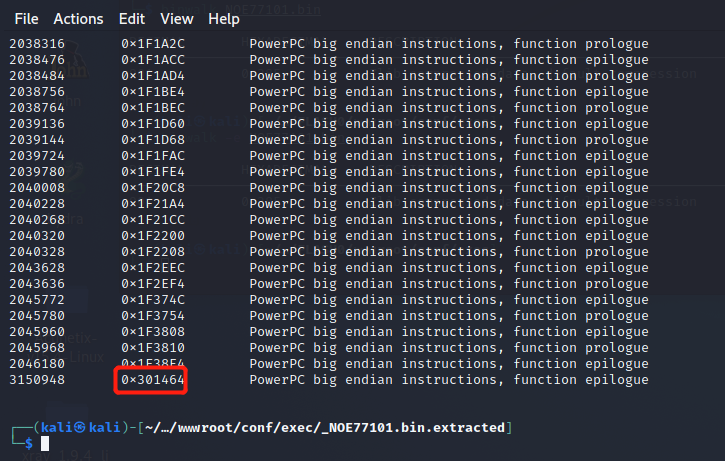 File Actions Edit View Help
2038316 0×1F1A2C PowerPC big endian instructions, function prologue
2038476 0×1F1ACC PowerPC big endian instructions, function epilogue
2038484 0×1F1AD4 PowerPC big endian instructions, function prologue
2038756 0×1F1BE4 PowerPC big endian instructions, function epilogue
2038764 0×1F1BEC PowerPC big endian instructions, function prologue
2039136 0×1F1D60 PowerPC big endian instructions, function epilogue
2039144 0×1F1D68 PowerPC big endian instructions, function prologue
2039724 0×1F1FAC PowerPC big endian instructions, function epilogue
2039780 0×1F1FE4 PowerPC big endian instructions, function epilogue
2040008 0×1F20C8 PowerPC big endian instructions, function epilogue
2040228 0×1F21A4 PowerPC big endian instructions, function epilogue
2040268 0×1F21CC PowerPC big endian instructions, function epilogue
2040320 0×1F2200 PowerPC big endian instructions, function epilogue
2040328 0×1F2208 PowerPC big endian instructions, function prologue
2043628 0×1F2EEC PowerPC big endian instructions, function epilogue
2043636 0×1F2EF4 PowerPC big endian instructions, function prologue
2045772 0×1F374C PowerPC big endian instructions, function epilogue
2045780 0×1F3754 PowerPC big endian instructions, function prologue
2045960 0×1F3808 PowerPC big endian instructions, function epilogue
2045968 0×1F3810 PowerPC big endian instructions, function prologue
2046180 0×1F38E4 PowerPC big endian instructions, function epilogue
3150948 0×301464 PowerPC big endian instructions, function epilogue
┌──(kali㉿kali)-[~/…/wwwroot/conf/exec/_NOE77101.bin.extracted]
└─$